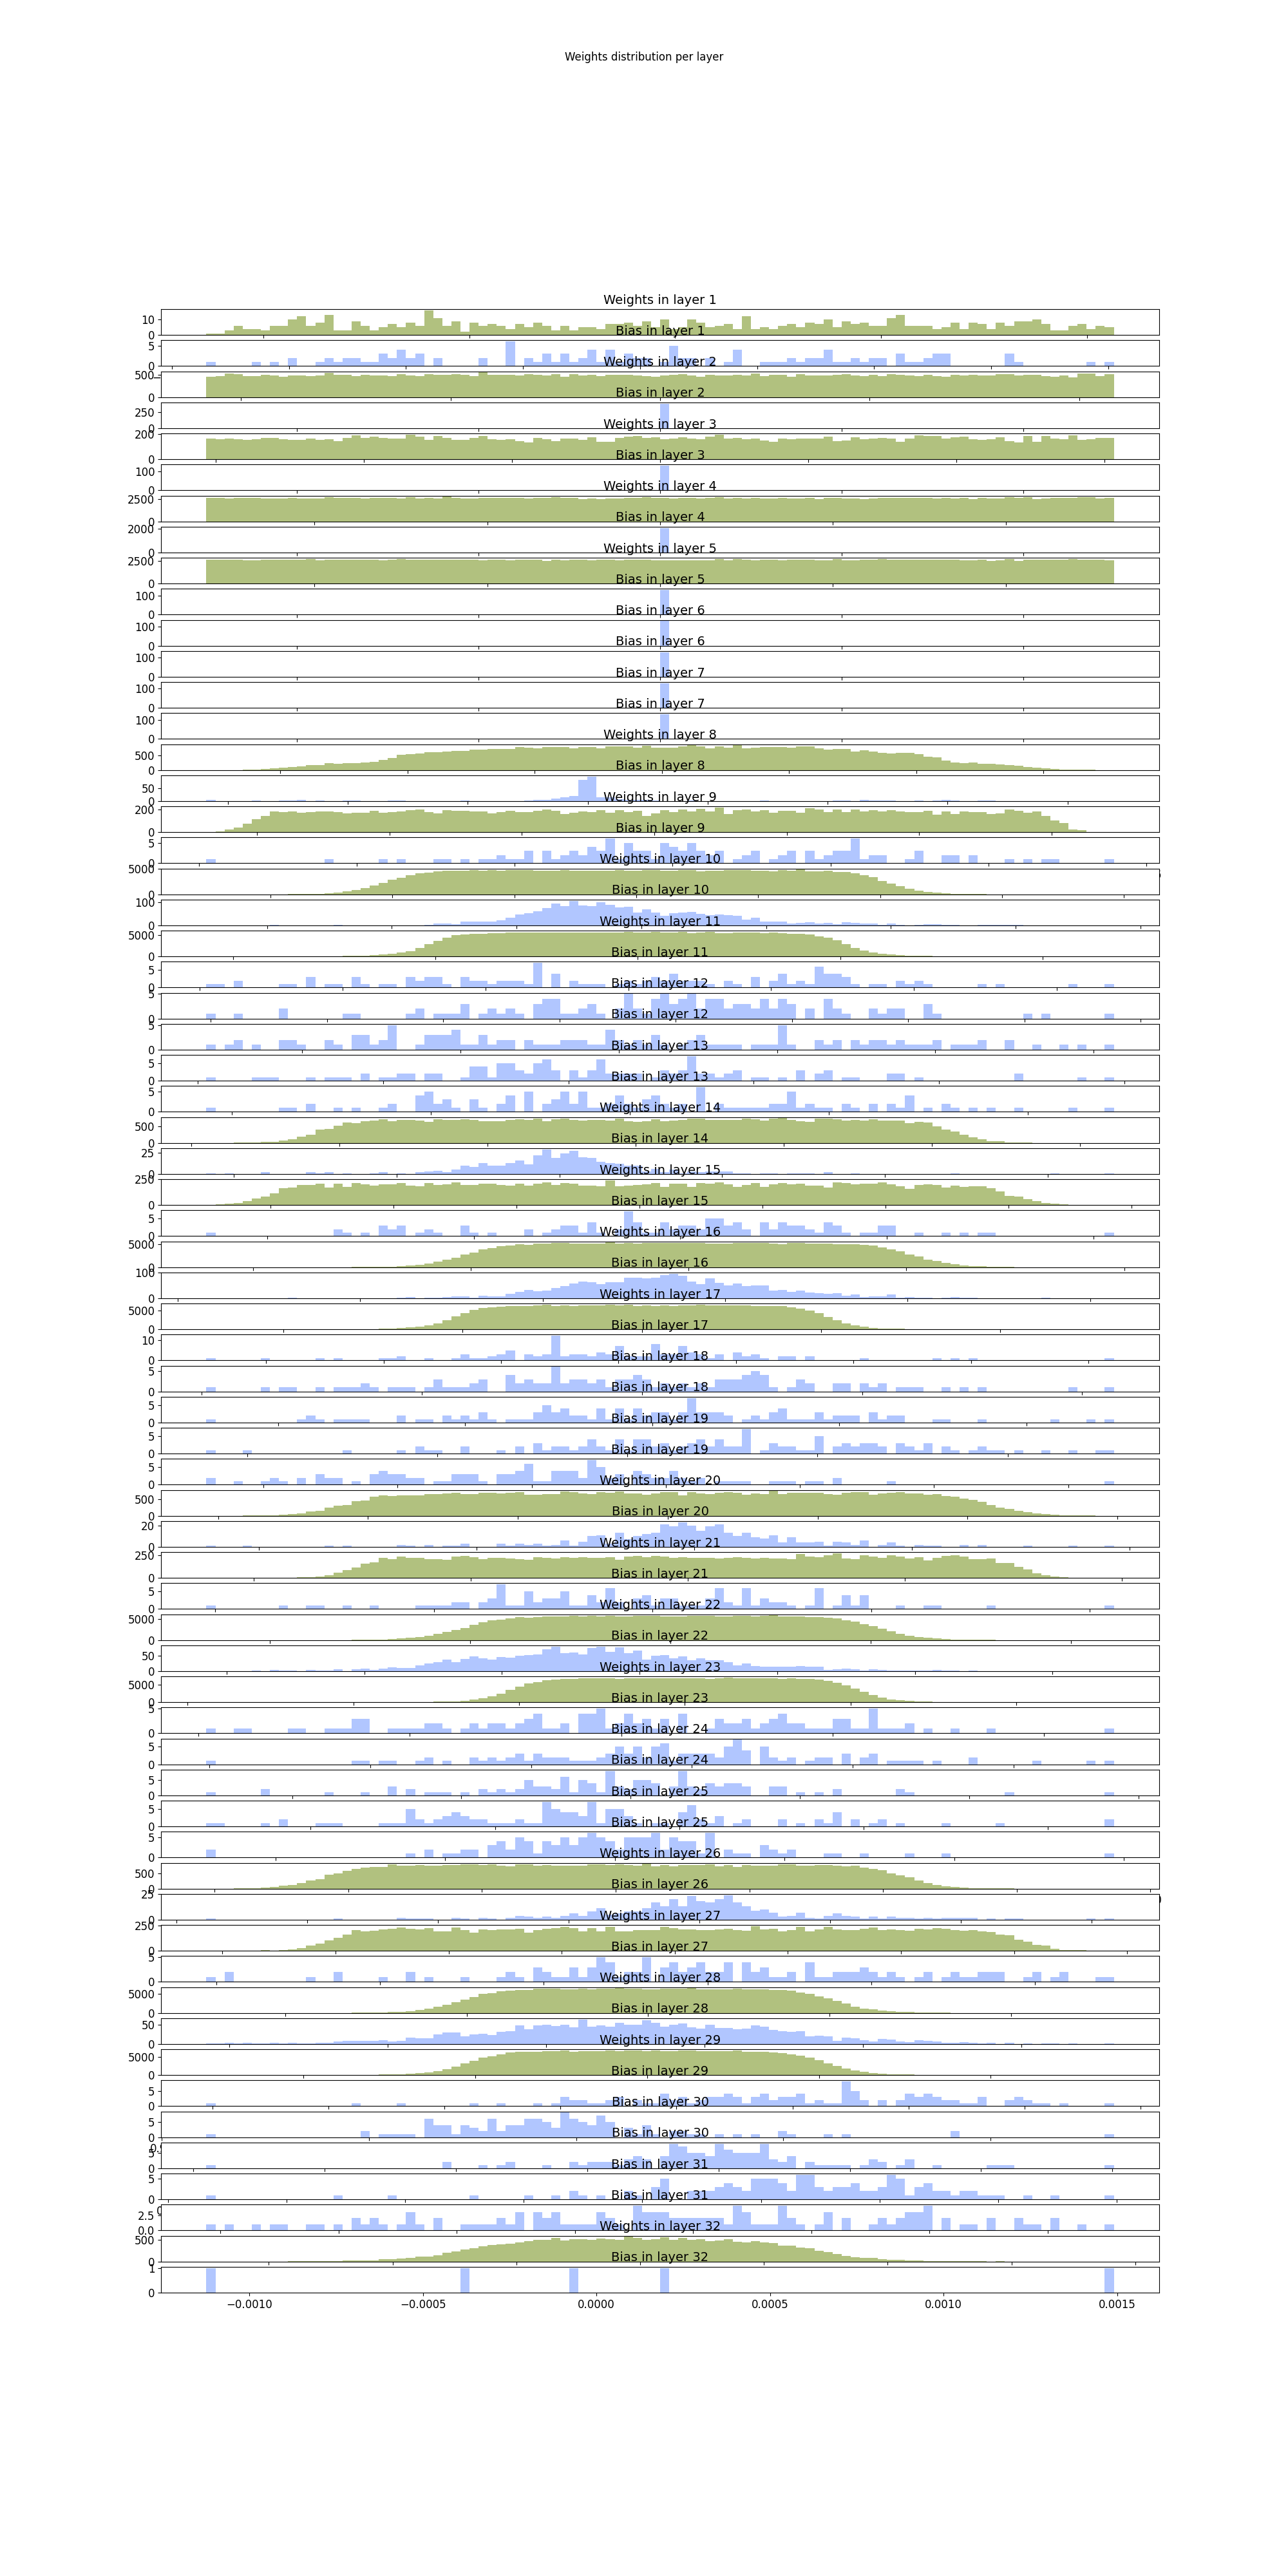 Weights distribution per layer
Weights in layer 1
10
0
Bias in layer 1
5
0
Weights in layer 2
500
0
Bias in layer 2
250
0
Weights in layer 3
200
0
Bias in layer 3
100
0
Weights in layer 4
2500
0
Bias in layer 4
2000
0
Weights in layer 5
2500
0
Bias in layer 5
100
0
Bias in layer 6
100
0
Bias in layer 6
100
0
Bias in layer 7
100
0
Bias in layer 7
100
0
Weights in layer 8
500
0
Bias in layer 8
50
0
Weights in layer 9
200
0
Bias in layer 9
5
0
Weights in layer 10
5000
0
Bias in layer 10
100
0
Weights in layer 11
5000
0
Bias in layer 11
5
0
Bias in layer 12
5
0
Bias in layer 12
5
0
Bias in layer 13
5
0
Bias in layer 13
5
0
Weights in layer 14
500
0
Bias in layer 14
25
0
Weights in layer 15
250
0
Bias in layer 15
5
0
Weights in layer 16
5000
0
Bias in layer 16
100
0
Weights in layer 17
5000
0
Bias in layer 17
10
0
Bias in layer 18
5
0
Bias in layer 18
5
0
Bias in layer 19
5
0
Bias in layer 19
5
0
Weights in layer 20
500
0
Bias in layer 20
20
0
Weights in layer 21
250
0
Bias in layer 21
5
0
Weights in layer 22
5000
0
Bias in layer 22
50
0
Weights in layer 23
5000
0
Bias in layer 23
5
0
Bias in layer 24
5
0
Bias in layer 24
5
0
Bias in layer 25
5
0
Bias in layer 25
5
0
Weights in layer 26
500
0
Bias in layer 26
25
0
Weights in layer 27
250
0
Bias in layer 27
5
0
Weights in layer 28
5000
0
Bias in layer 28
50
0
Weights in layer 29
5000
0
Bias in layer 29
5
0
Bias in layer 30
5
0
Bias in layer 30
5
0
Bias in layer 31
5
0
Bias in layer 31
2.5
0.0
Weights in layer 32
500
0
Bias in layer 32
1
0
−0.0010 −0.0005 0.0000 0.0005 0.0010 0.0015